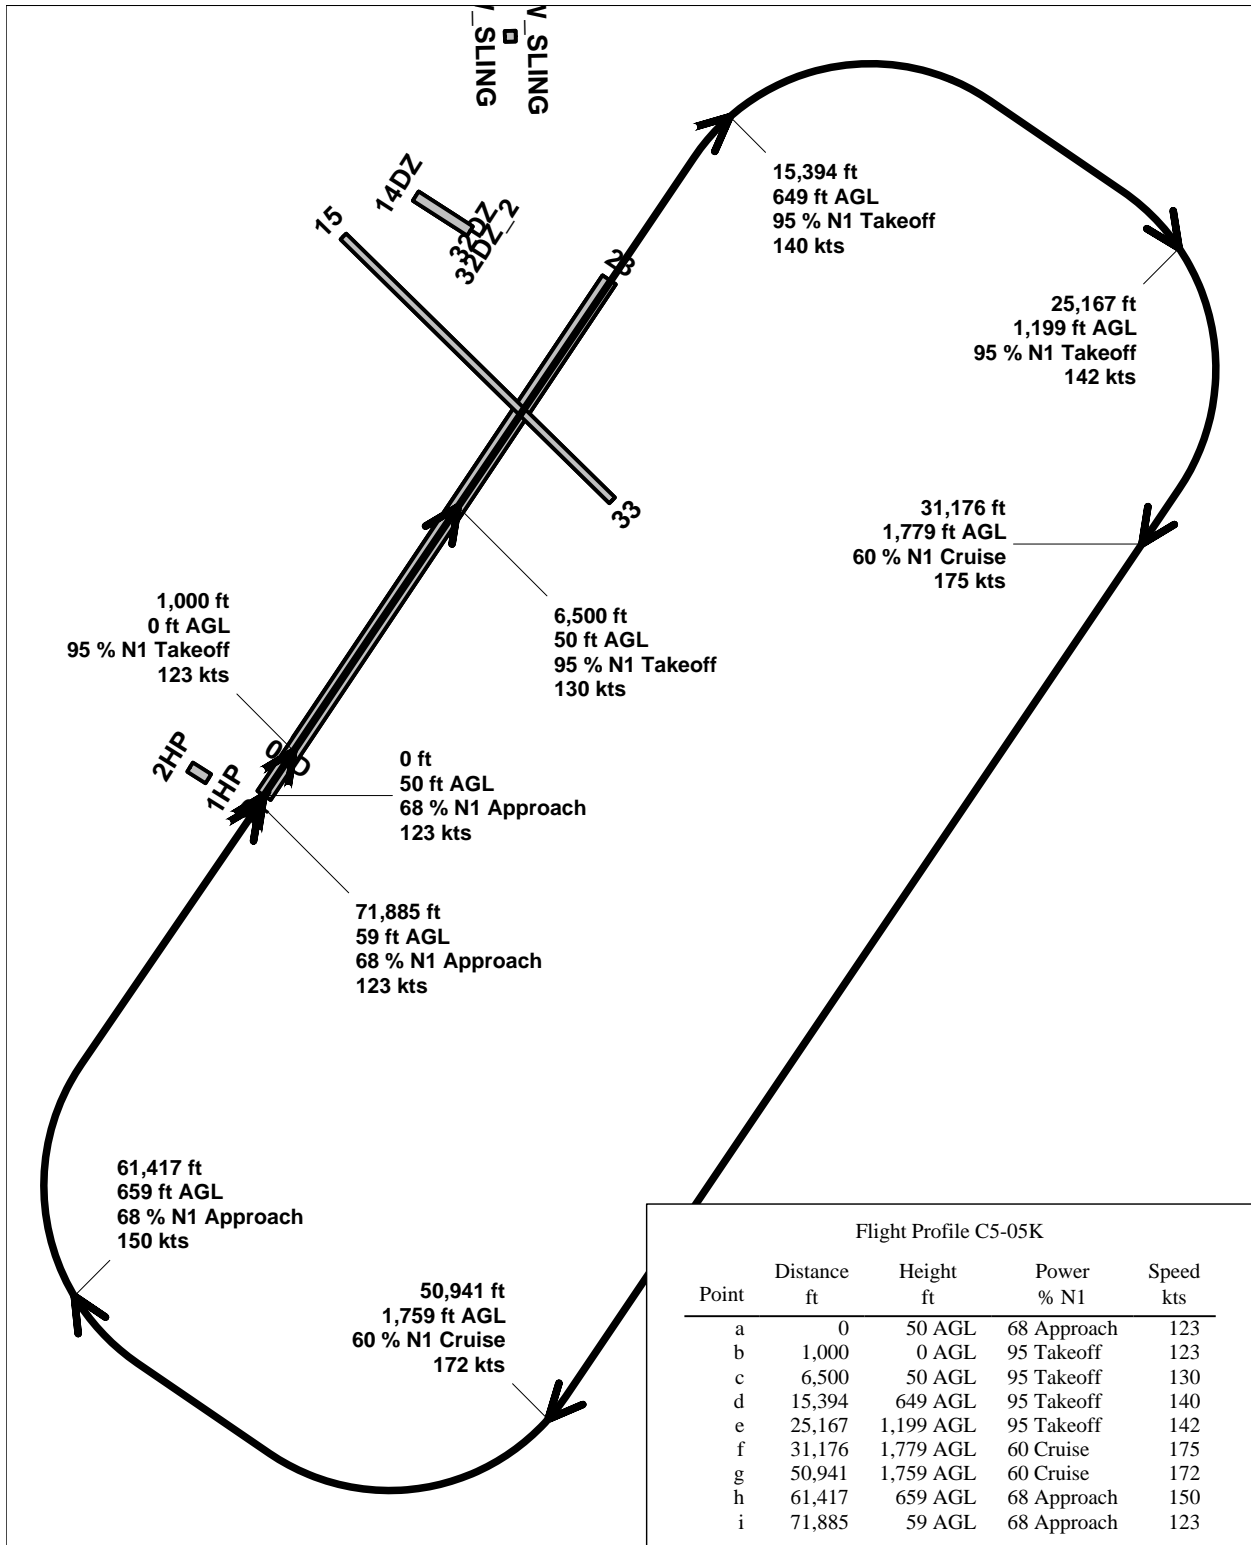 _SLING
_SLING
14DZ
32DZ
32DZ_2
15
23
33
15,394 ft
649 ft AGL
95 % N1 Takeoff
140 kts
25,167 ft
1,199 ft AGL
95 % N1 Takeoff
142 kts
31,176 ft
1,779 ft AGL
60 % N1 Cruise
175 kts
1,000 ft
0 ft AGL
95 % N1 Takeoff
123 kts
6,500 ft
50 ft AGL
95 % N1 Takeoff
130 kts
2HP
1HP
0 ft
50 ft AGL
68 % N1 Approach
123 kts
71,885 ft
59 ft AGL
68 % N1 Approach
123 kts
61,417 ft
659 ft AGL
68 % N1 Approach
150 kts
50,941 ft
1,759 ft AGL
60 % N1 Cruise
172 kts
Flight Profile C5-05K
Distance Height Power Speed
Point ft ft % N1 kts
a 0 50 AGL 68 Approach 123
b 1,000 0 AGL 95 Takeoff 123
c 6,500 50 AGL 95 Takeoff 130
d 15,394 649 AGL 95 Takeoff 140
e 25,167 1,199 AGL 95 Takeoff 142
f 31,176 1,779 AGL 60 Cruise 175
g 50,941 1,759 AGL 60 Cruise 172
h 61,417 659 AGL 68 Approach 150
i 71,885 59 AGL 68 Approach 123